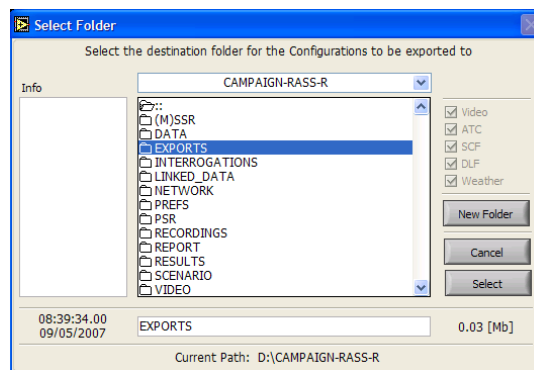 Select Folder
Select the destination folder for the Configurations to be exported to
CAMPAIGN-RASS-R
Info
::
(M)SSR
DATA
EXPORTS
INTERROGATIONS
LINKED_DATA
NETWORK
PREFS
PSR
RECORDINGS
REPORT
RESULTS
SCENARIO
VIDEO
Video
ATC
SCF
DLF
Weather
New Folder
Cancel
Select
08:39:34.00
09/05/2007
EXPORTS
0.03 [Mb]
Current Path: D:\CAMPAIGN-RASS-R